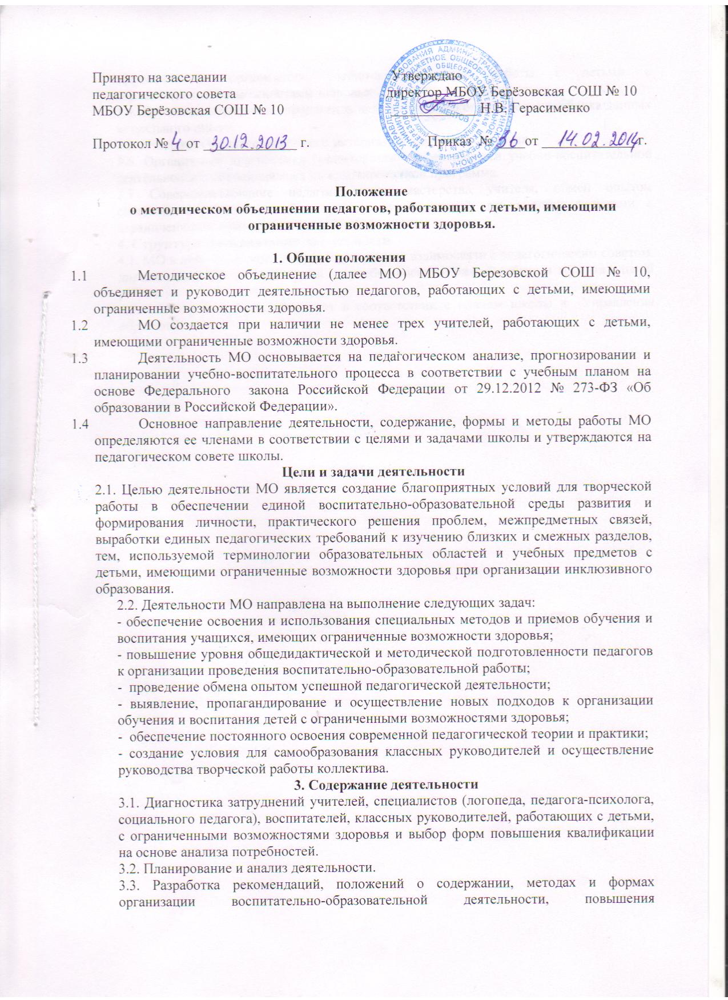 Принято на заседании
педагогического совета
МБОУ Берёзовская СОШ № 10
Протокол № 4 от 30.12.2013 г.
Утверждаю
директор МБОУ Берёзовская СОШ № 10
Н.В. Герасименко
Приказ № 36 от 14.02.2014 г.
Положение
о методическом объединении педагогов, работающих с детьми, имеющими
ограниченные возможности здоровья.
1. Общие положения
1.1 Методическое объединение (далее МО) МБОУ Березовской СОШ № 10,
объединяет и руководит деятельностью педагогов, работающих с детьми, имеющими
ограниченные возможности здоровья.
1.2 МО создается при наличии не менее трех учителей, работающих с детьми,
имеющими ограниченные возможности здоровья.
1.3 Деятельность МО основывается на педагогическом анализе, прогнозировании и
планировании учебно-воспитательного процесса в соответствии с учебным планом на
основе Федерального закона Российской Федерации от 29.12.2012 № 273-ФЗ «Об
образовании в Российской Федерации».
1.4 Основное направление деятельности, содержание, формы и методы работы МО
определяются ее членами в соответствии с целями и задачами школы и утверждаются на
педагогическом совете школы.
Цели и задачи деятельности
2.1. Целью деятельности МО является создание благоприятных условий для творческой
работы в обеспечении единой воспитательно-образовательной среды развития и
формирования личности, практического решения проблем, межпредметных связей,
выработки единых педагогических требований к изучению близких и смежных разделов,
тем, используемой терминологии образовательных областей и учебных предметов с
детьми, имеющими ограниченные возможности здоровья при организации инклюзивного
образования.
2.2. Деятельности МО направлена на выполнение следующих задач:
- обеспечение освоения и использования специальных методов и приемов обучения и
воспитания учащихся, имеющих ограниченные возможности здоровья;
- повышение уровня общедидактической и методической подготовленности педагогов
к организации проведения воспитательно-образовательной работы;
- проведение обмена опытом успешной педагогической деятельности;
- выявление, пропагандирование и осуществление новых подходов к организации
обучения и воспитания детей с ограниченными возможностями здоровья;
- обеспечение постоянного освоения современной педагогической теории и практики;
- создание условия для самообразования классных руководителей и осуществление
руководства творческой работы коллектива.
3. Содержание деятельности
3.1. Диагностика затруднений учителей, специалистов (логопеда, педагога-психолога,
социального педагога), воспитателей, классных руководителей, работающих с детьми,
с ограниченными возможностями здоровья и выбор форм повышения квалификации
на основе анализа потребностей.
3.2. Планирование и анализ деятельности.
3.3. Разработка рекомендаций, положений о содержании, методах и формах
организации воспитательно-образовательной деятельности, повышения